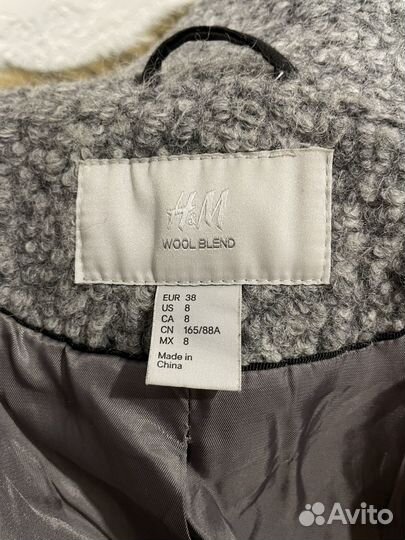 H&M
WOOL BLEND
EUR 38
US 8
CA 8
CN 165/88A
MX 8
Made in
China
Avito